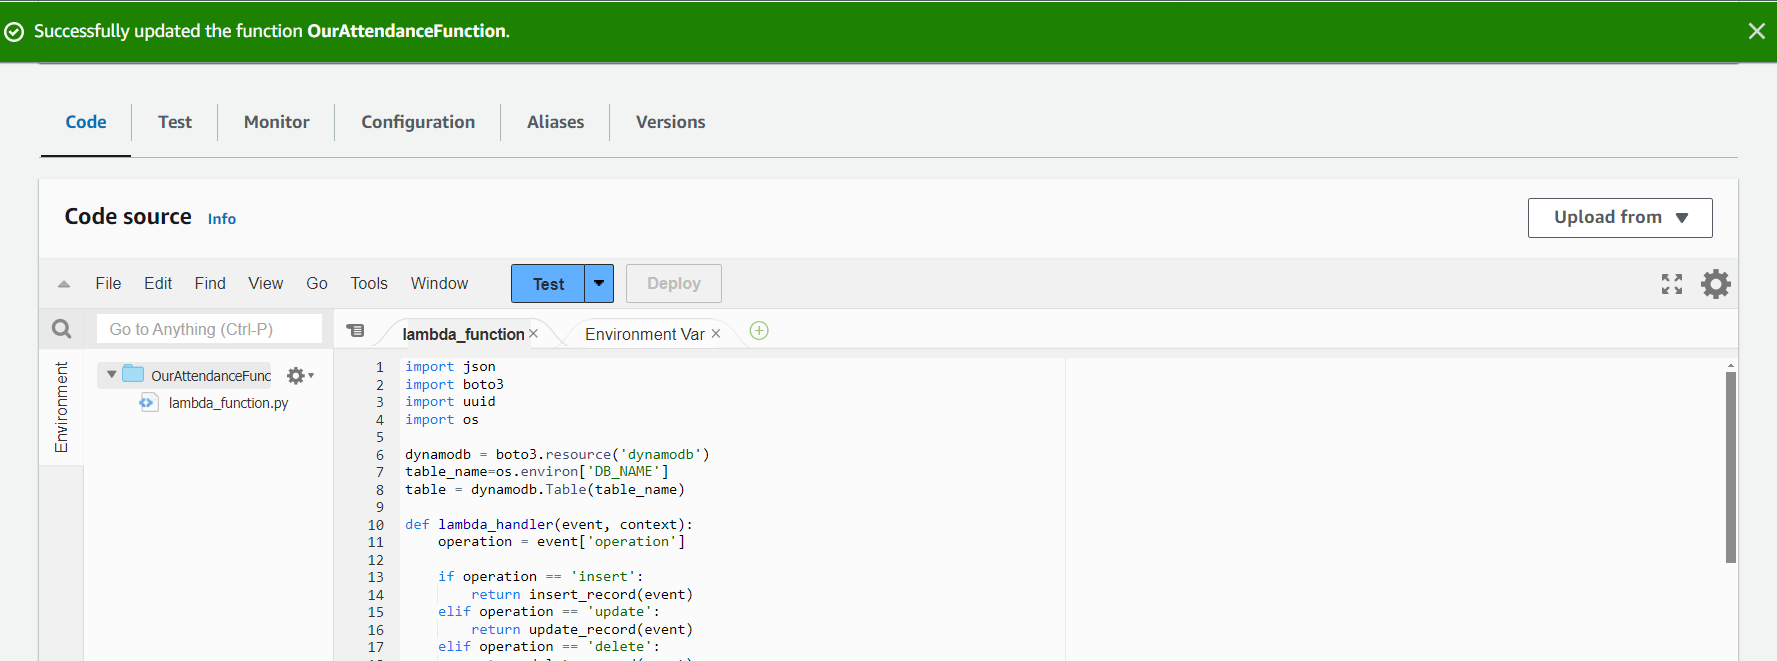 Successfully updated the function OurAttendanceFunction.
Code Test Monitor Configuration Aliases Versions
Code source Info Upload from
File Edit Find View Go Tools Window Test Deploy
Go to Anything (Ctrl-P) lambda_function Environment Var
Environment
OurAttendanceFunc
lambda_function.py
1 import json
2 import boto3
3 import uuid
4 import os
5
6 dynamodb = boto3.resource('dynamodb')
7 table_name=os.environ['DB_NAME']
8 table = dynamodb.Table(table_name)
9
10 def lambda_handler(event, context):
11 operation = event['operation']
12
13 if operation == 'insert':
14 return insert_record(event)
15 elif operation == 'update':
16 return update_record(event)
17 elif operation == 'delete':